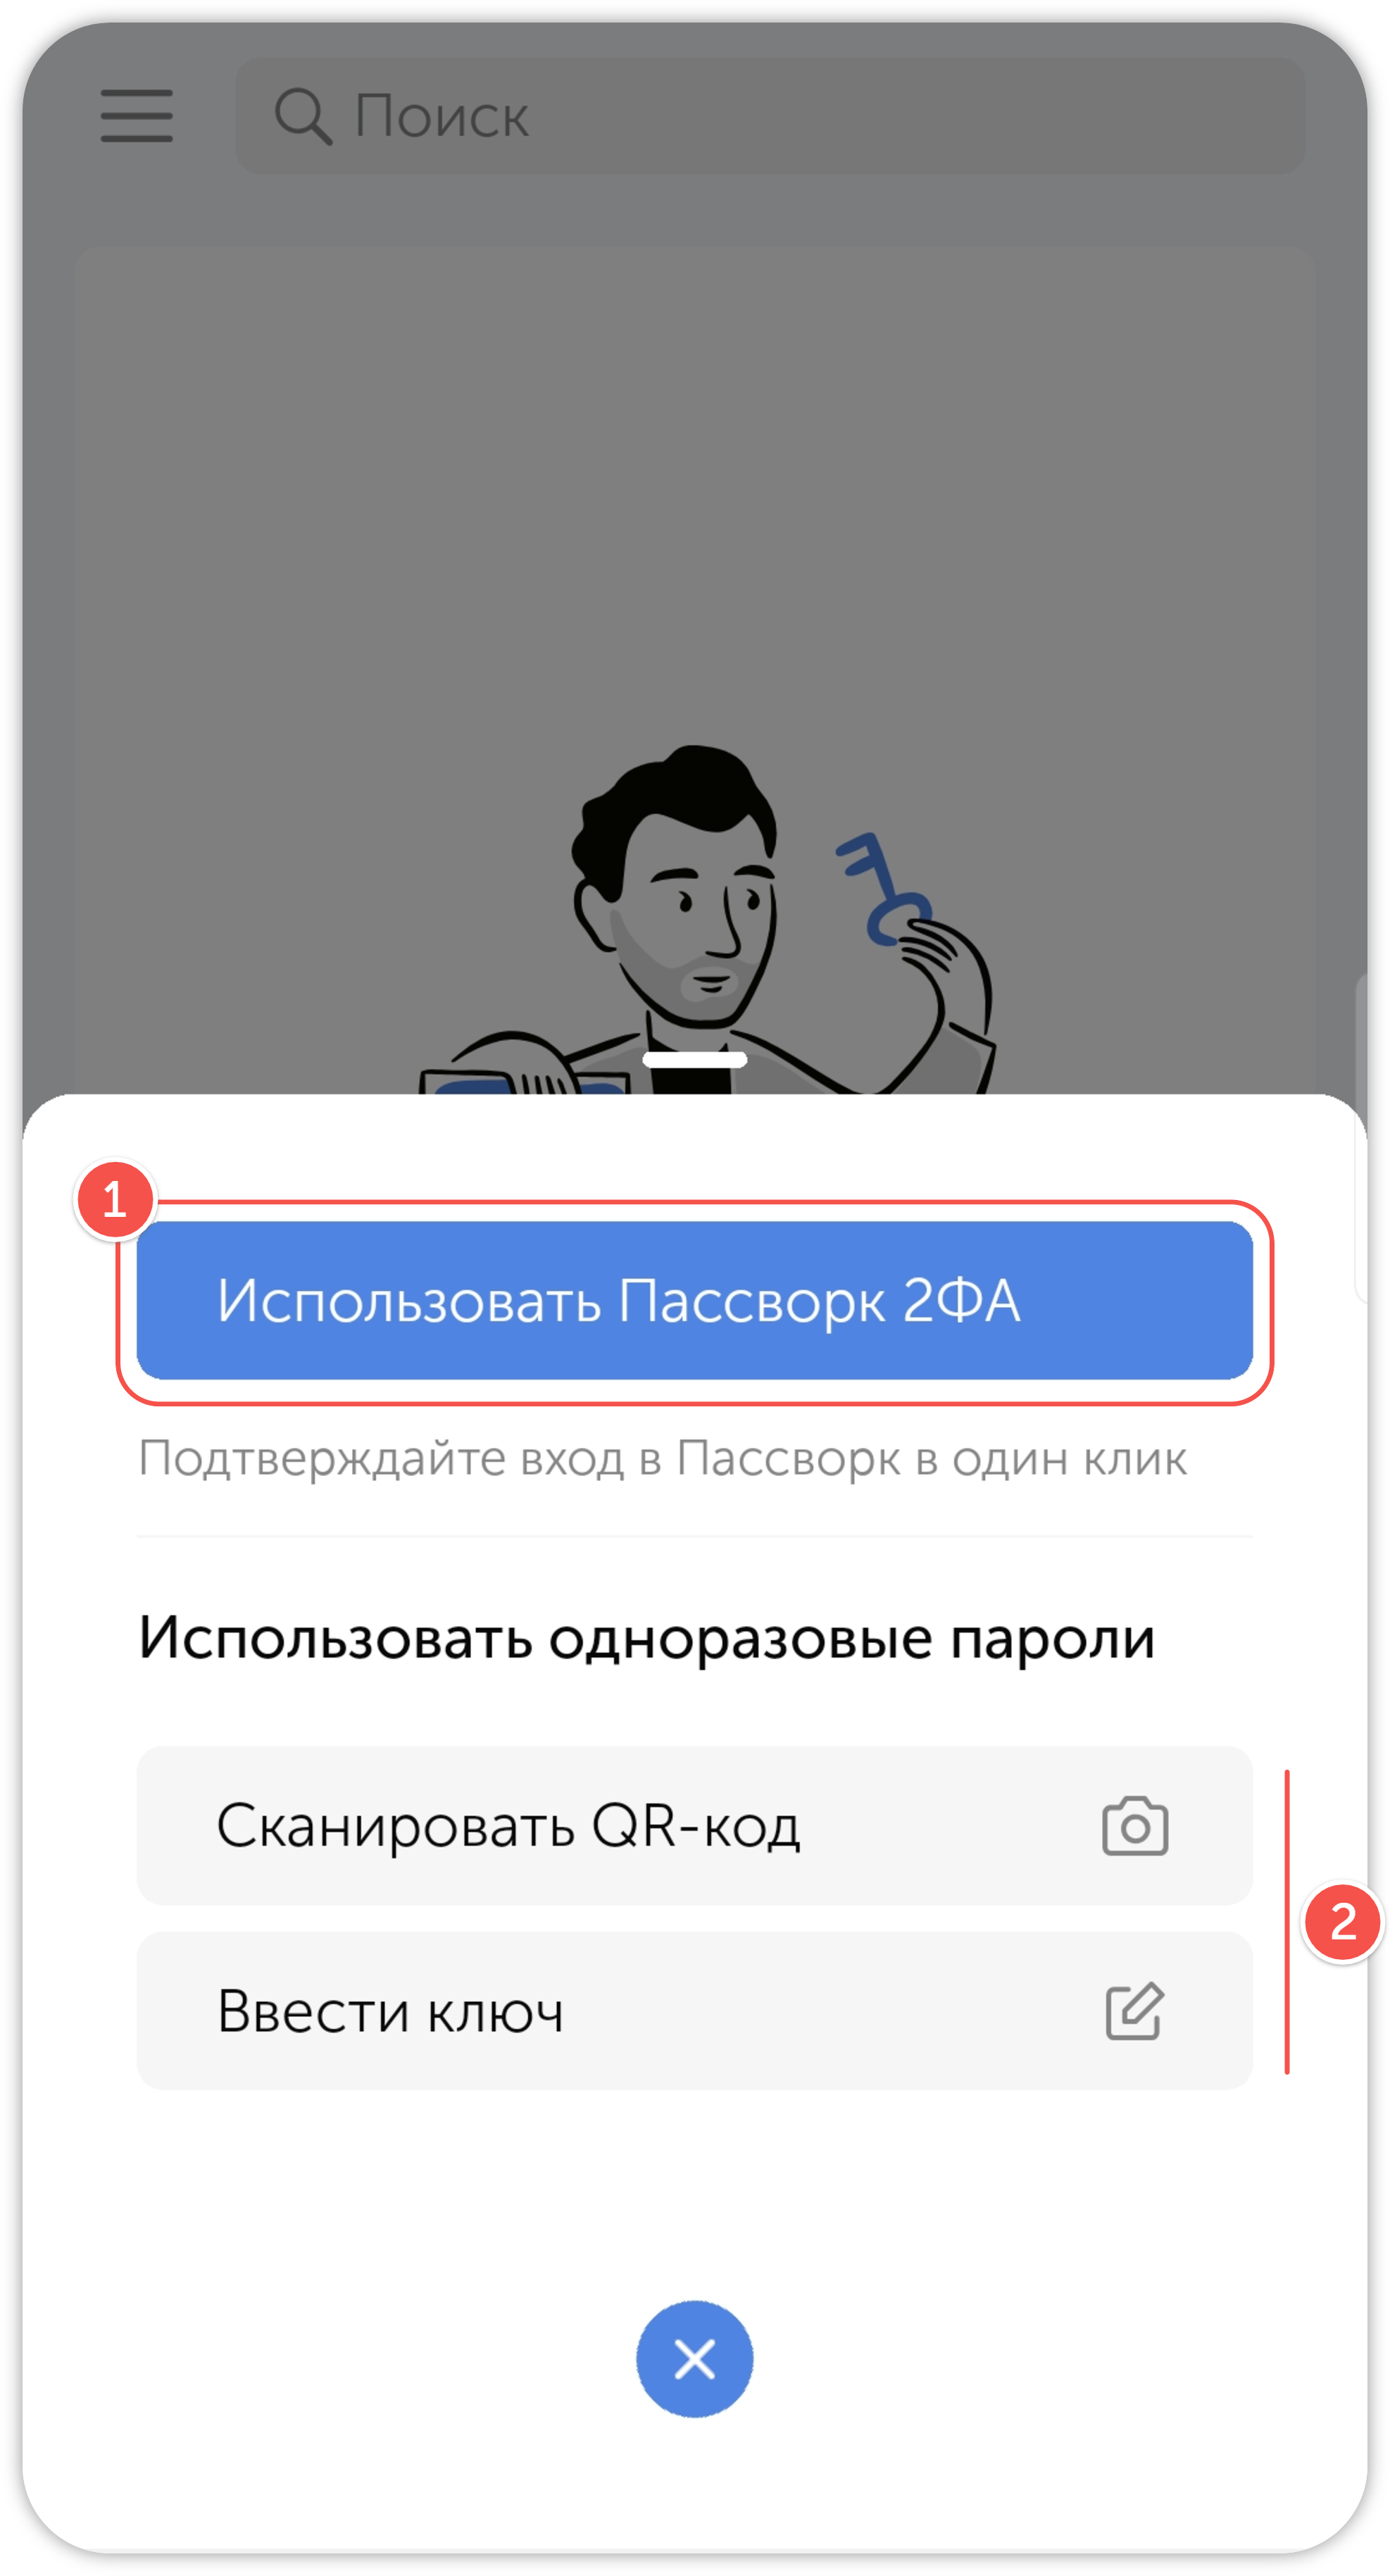 Поиск
1
Использовать Пассворк 2ФА
Подтверждайте вход в Пассворк в один клик
Использовать одноразовые пароли
Сканировать QR-код
2
Ввести ключ